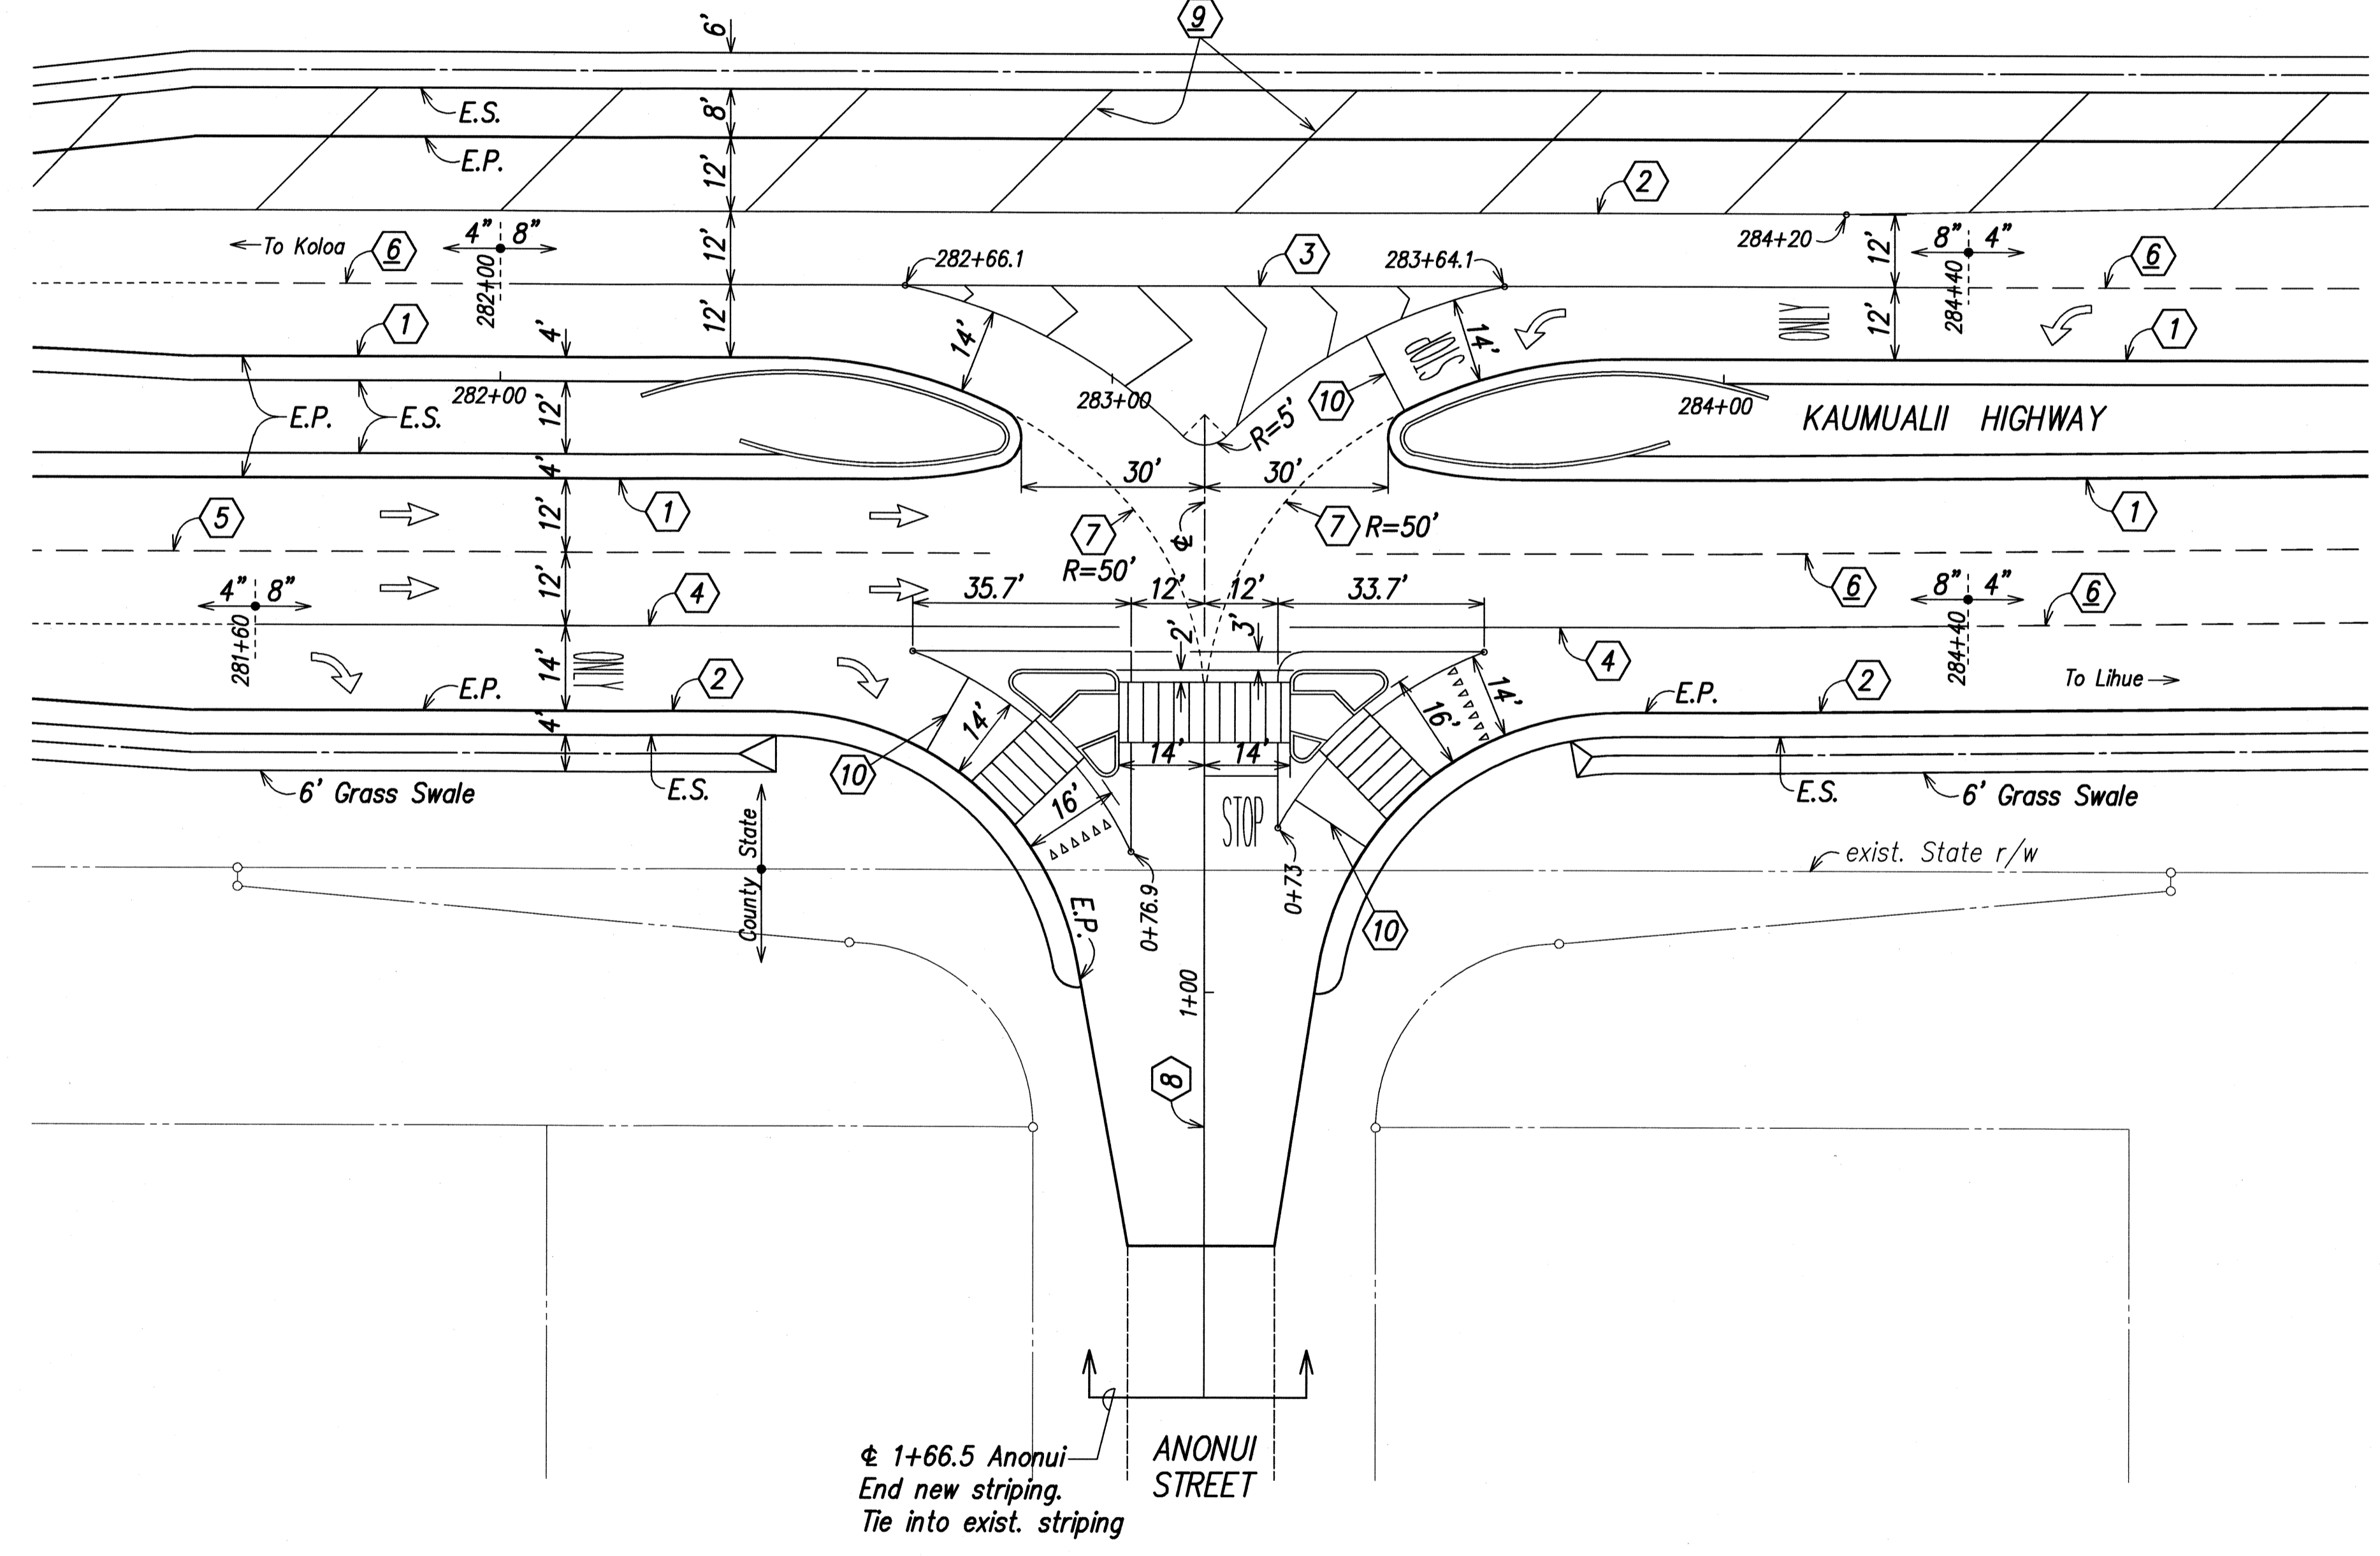 6'
9
E.S.
8'
E.P.
12'
2
To Koloa
6
4" 8"
282+00
12'
282+66.1
3
283+64.1
284+20
12'
8" 4"
284+40
6
1
4'
12'
14'
STOP
14'
ONLY
12'
1
282+00
283+00
R=5'
10
284+00
KAUMUALII HIGHWAY
E.P.
E.S.
12'
4'
30'
30'
5
1
12'
7
R=50'
℄
7
R=50'
1
6
4" 8"
281+60
12'
4
35.7'
12'
12'
33.7'
8" 4"
284+40
6
2'
3'
4
ONLY
14'
E.P.
2
14'
16'
14'
E.P.
2
To Lihue
4'
10
14'
14'
6' Grass Swale
E.S.
16'
STOP
E.S.
6' Grass Swale
State
County
exist. State r/w
E.P.
0+76.9
0+73
10
1+00
8
℄ 1+66.5 Anonui
End new striping.
Tie into exist. striping
ANONUI
STREET